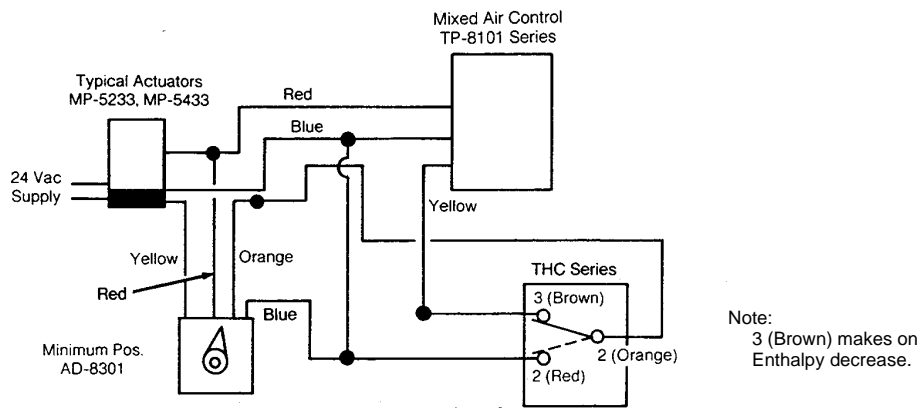 Mixed Air Control
TP-8101 Series
Typical Actuators
MP-5233, MP-5433
Red
Blue
24 Vac
Supply
Yellow
Yellow
Orange
Red
Blue
THC Series
3 (Brown)
2 (Orange)
2 (Red)
Minimum Pos.
AD-8301
Note:
3 (Brown) makes on
Enthalpy decrease.